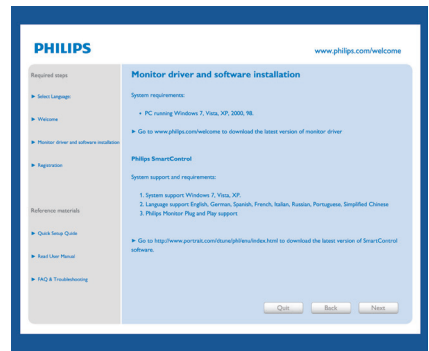 PHILIPS
www.philips.com/welcome
Required steps
Select Language:
Welcome
Monitor driver and software installation
Registration
Reference materials
Quick Setup Guide
Read User Manual
FAQ & Troubleshooting
Monitor driver and software installation
System requirements:
• PC running Windows 7, Vista, XP, 2000, 98.
Go to www.philips.com/welcome to download the latest version of monitor driver
Philips SmartControl
System support and requirements:
1. System support Windows 7, Vista, XP.
2. Language support English, German, Spanish, French, Italian, Russian, Portuguese, Simplified Chinese
3. Philips Monitor Plug and Play support
Go to http://www.portrait.com/dtune/phl/enu/index.html to download the latest version of SmartControl
software.
Quit
Back
Next